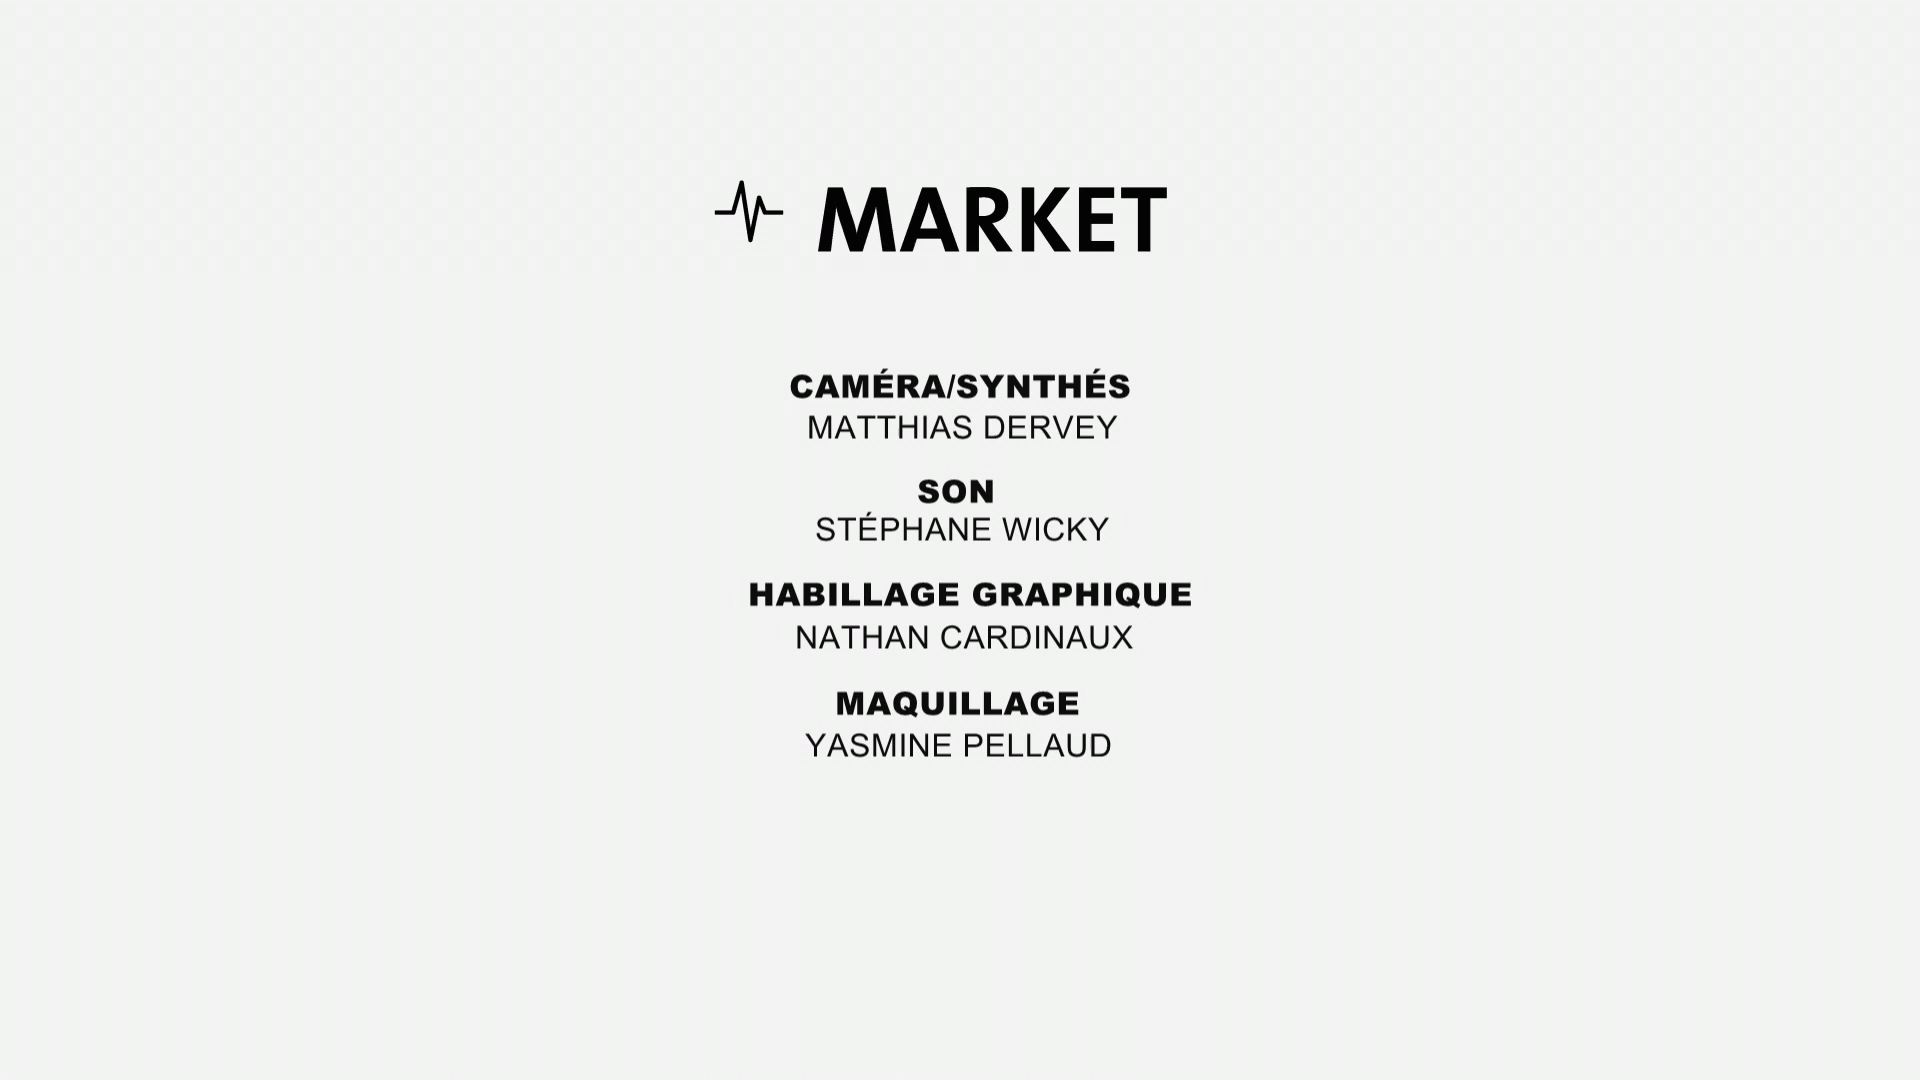 MARKET
CAMÉRA/SYNTHÉS
MATTHIAS DERVEY
SON
STÉPHANE WICKY
HABILLAGE GRAPHIQUE
NATHAN CARDINAUX
MAQUILLAGE
YASMINE PELLAUD